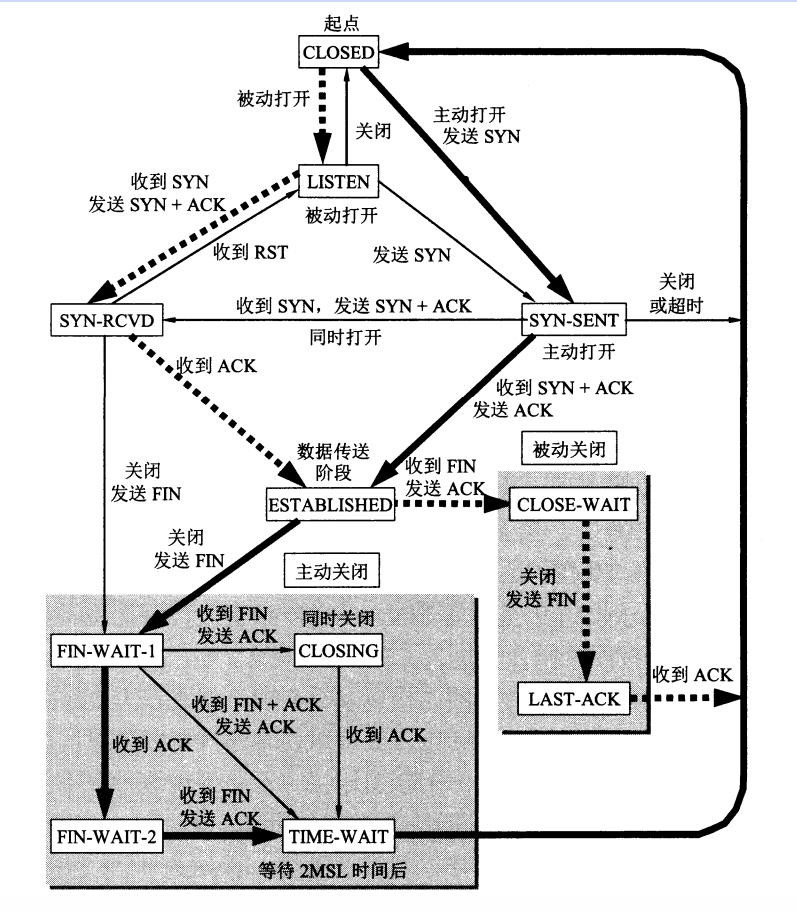 起点
CLOSED
被动打开
关闭
主动打开
发送 SYN
收到 SYN
发送 SYN + ACK
LISTEN
被动打开
收到 RST
发送 SYN
关闭
或超时
SYN-RCVD
收到 SYN，发送 SYN + ACK
同时打开
SYN-SENT
主动打开
收到 ACK
收到 SYN + ACK
发送 ACK
数据传送
阶段
被动关闭
收到 FIN
发送 ACK
关闭
发送 FIN
ESTABLISHED
CLOSE-WAIT
关闭
发送 FIN
主动关闭
关闭
发送 FIN
收到 FIN
发送 ACK
同时关闭
FIN-WAIT-1
CLOSING
LAST-ACK
收到 ACK
收到 FIN + ACK
发送 ACK
收到 ACK
收到 ACK
收到 FIN
发送 ACK
FIN-WAIT-2
TIME-WAIT
等待 2MSL 时间后